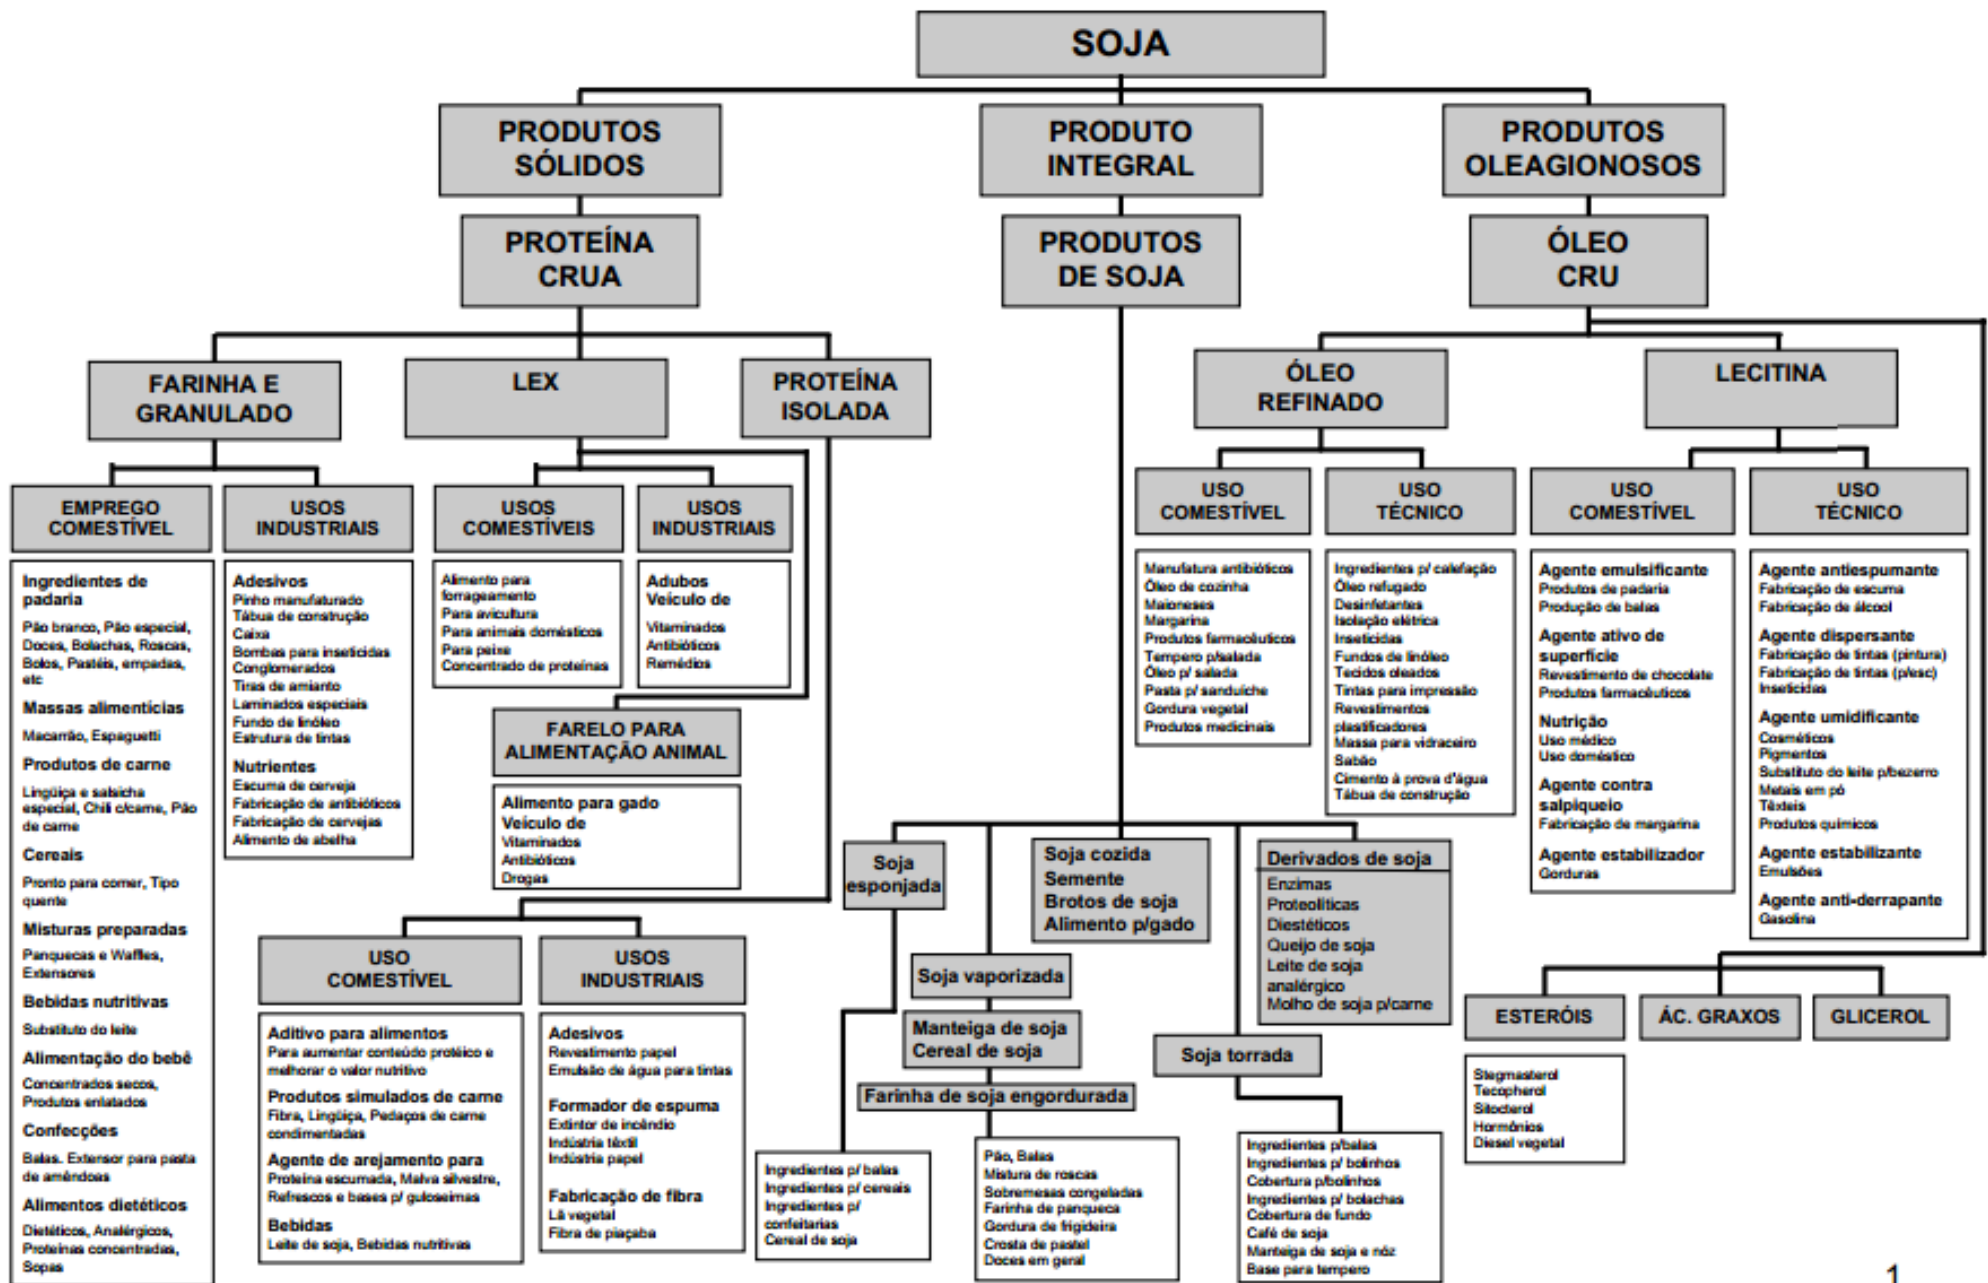 SOJA
PRODUTOS
SÓLIDOS
PRODUTO
INTEGRAL
PRODUTOS
OLEAGIONOSOS
PROTEÍNA
CRUA
PRODUTOS
DE SOJA
ÓLEO
CRU
FARINHA E
GRANULADO
LEX
PROTEÍNA
ISOLADA
ÓLEO
REFINADO
LECITINA
EMPREGO
COMESTÍVEL
USOS
INDUSTRIAIS
USOS
COMESTÍVEIS
USOS
INDUSTRIAIS
USO
COMESTÍVEL
USO
TÉCNICO
USO
COMESTÍVEL
USO
TÉCNICO
Ingredientes de
padaria
Pão branco, Pão especial,
Doces, Bolachas, Roscas,
Bolos, Pastéis, empadas,
etc
Massas alimentícias
Macarrão, Espaguetti
Produtos de carne
Lingüiça e salsicha
especial, Chili c/carne, Pão
de carne
Cereais
Pronto para comer, Tipo
quente
Misturas preparadas
Panquecas e Waffles,
Extensores
Bebidas nutritivas
Substituto do leite
Alimentação do bebê
Concentrados secos,
Produtos enlatados
Confecções
Balas. Extensor para pasta
de amêndoas
Alimentos dietéticos
Dietéticos, Analérgicos,
Proteínas concentradas,
Sopas
Adesivos
Pinho manufaturado
Tábua de construção
Caixa
Bombas para inseticidas
Conglomerados
Tiras de amianto
Laminados especiais
Fundo de linóleo
Estrutura de tintas
Nutrientes
Escuma de cerveja
Fabricação de antibióticos
Fabricação de cervejas
Alimento de abelha
Alimento para
forrageamento
Para avicultura
Para animais domésticos
Para peixe
Concentrado de proteínas
Adubos
Veículo de
Vitaminados
Antibióticos
Remédios
FARELO PARA
ALIMENTAÇÃO ANIMAL
Alimento para gado
Veículo de
Vitaminados
Antibióticos
Drogas
USO
COMESTÍVEL
USOS
INDUSTRIAIS
Aditivo para alimentos
Para aumentar conteúdo protéico e
melhorar o valor nutritivo
Produtos simulados de carne
Fibra, Lingüiça, Pedaços de carne
condimentadas
Agente de arejamento para
Proteína escumada, Malva silvestre,
Refrescos e bases p/ guloseimas
Bebidas
Leite de soja, Bebidas nutritivas
Adesivos
Revestimento papel
Emulsão de água para tintas
Formador de espuma
Extintor de incêndio
Indústria têxtil
Indústria papel
Fabricação de fibra
Lã vegetal
Fibra de piaçaba
Soja
esponjada
Soja cozida
Semente
Brotos de soja
Alimento p/gado
Derivados de soja
Enzimas
Proteolíticas
Diestéticos
Queijo de soja
Leite de soja
analérgico
Molho de soja p/carne
Soja vaporizada
Manteiga de soja
Cereal de soja
Farinha de soja engordurada
Soja torrada
Ingredientes p/ balas
Ingredientes p/ cereais
Ingredientes p/
confeitarias
Cereal de soja
Pão, Balas
Mistura de roscas
Sobremesas congeladas
Farinha de panqueca
Gordura de frigideira
Crosta de pastel
Doces em geral
Ingredientes p/balas
Ingredientes p/ bolinhos
Cobertura p/bolinhos
Ingredientes p/ bolachas
Cobertura de fundo
Café de soja
Manteiga de soja e nóz
Base para tempero
Manufatura antibióticos
Óleo de cozinha
Maioneses
Margarina
Produtos farmacêuticos
Tempero p/salada
Óleo p/ salada
Pasta p/ sanduíche
Gordura vegetal
Produtos medicinais
Ingredientes p/ calefação
Óleo refugado
Desinfetantes
Isolação elétrica
Inseticidas
Fundos de linóleo
Tecidos oleados
Tintas para impressão
Revestimentos
plastificadores
Massa para vidraceiro
Sabão
Cimento à prova d'água
Tábua de construção
Agente emulsificante
Produtos de padaria
Produção de balas
Agente ativo de
superfície
Revestimento de chocolate
Produtos farmacêuticos
Nutrição
Uso médico
Uso doméstico
Agente contra
salpiqueio
Fabricação de margarina
Agente estabilizador
Gorduras
Agente antiespumante
Fabricação de escuma
Fabricação de álcool
Agente dispersante
Fabricação de tintas (pintura)
Fabricação de tintas (p/esc)
Inseticidas
Agente umidificante
Cosméticos
Pigmentos
Substituto do leite p/bezerro
Metais em pó
Têxteis
Produtos químicos
Agente estabilizante
Emulsões
Agente anti-derrapante
Gasolina
ESTERÓIS
ÁC. GRAXOS
GLICEROL
Stegmasterol
Tecopherol
Sitocterol
Hormônios
Diesel vegetal
1